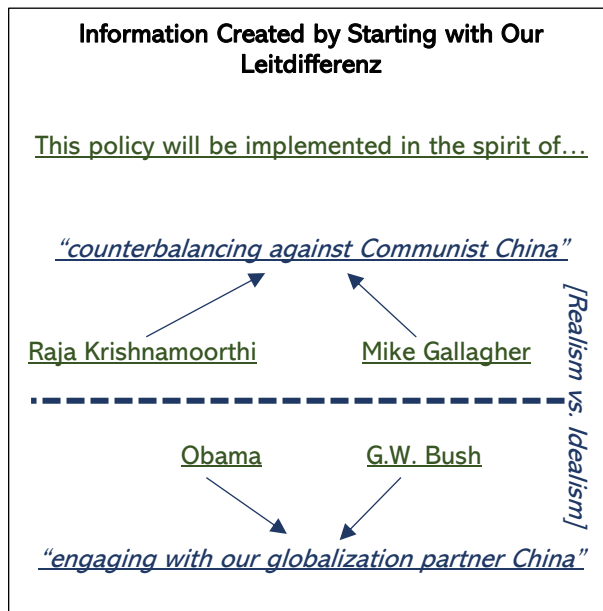 Information Created by Starting with Our
Leitdifferenz
This policy will be implemented in the spirit of…
“counterbalancing against Communist China”
Raja Krishnamoorthi
Mike Gallagher
[Realism vs. Idealism]
Obama
G.W. Bush
“engaging with our globalization partner China”